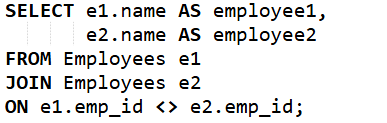 SELECT e1.name AS employee1,
       e2.name AS employee2
FROM Employees e1
JOIN Employees e2
ON e1.emp_id <> e2.emp_id;